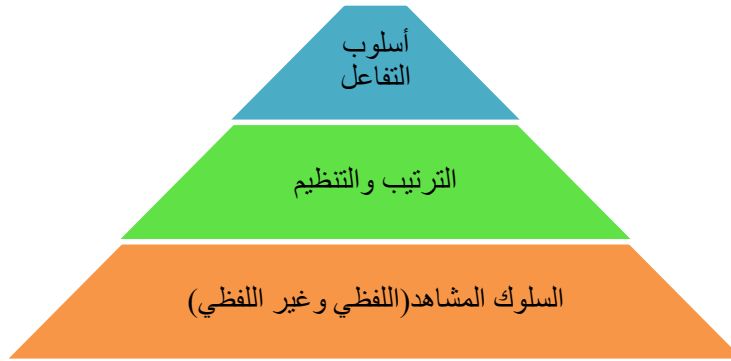 أسلوب
التفاعل
الترتيب والتنظيم
السلوك المشاهد(اللفظي وغير اللفظي)